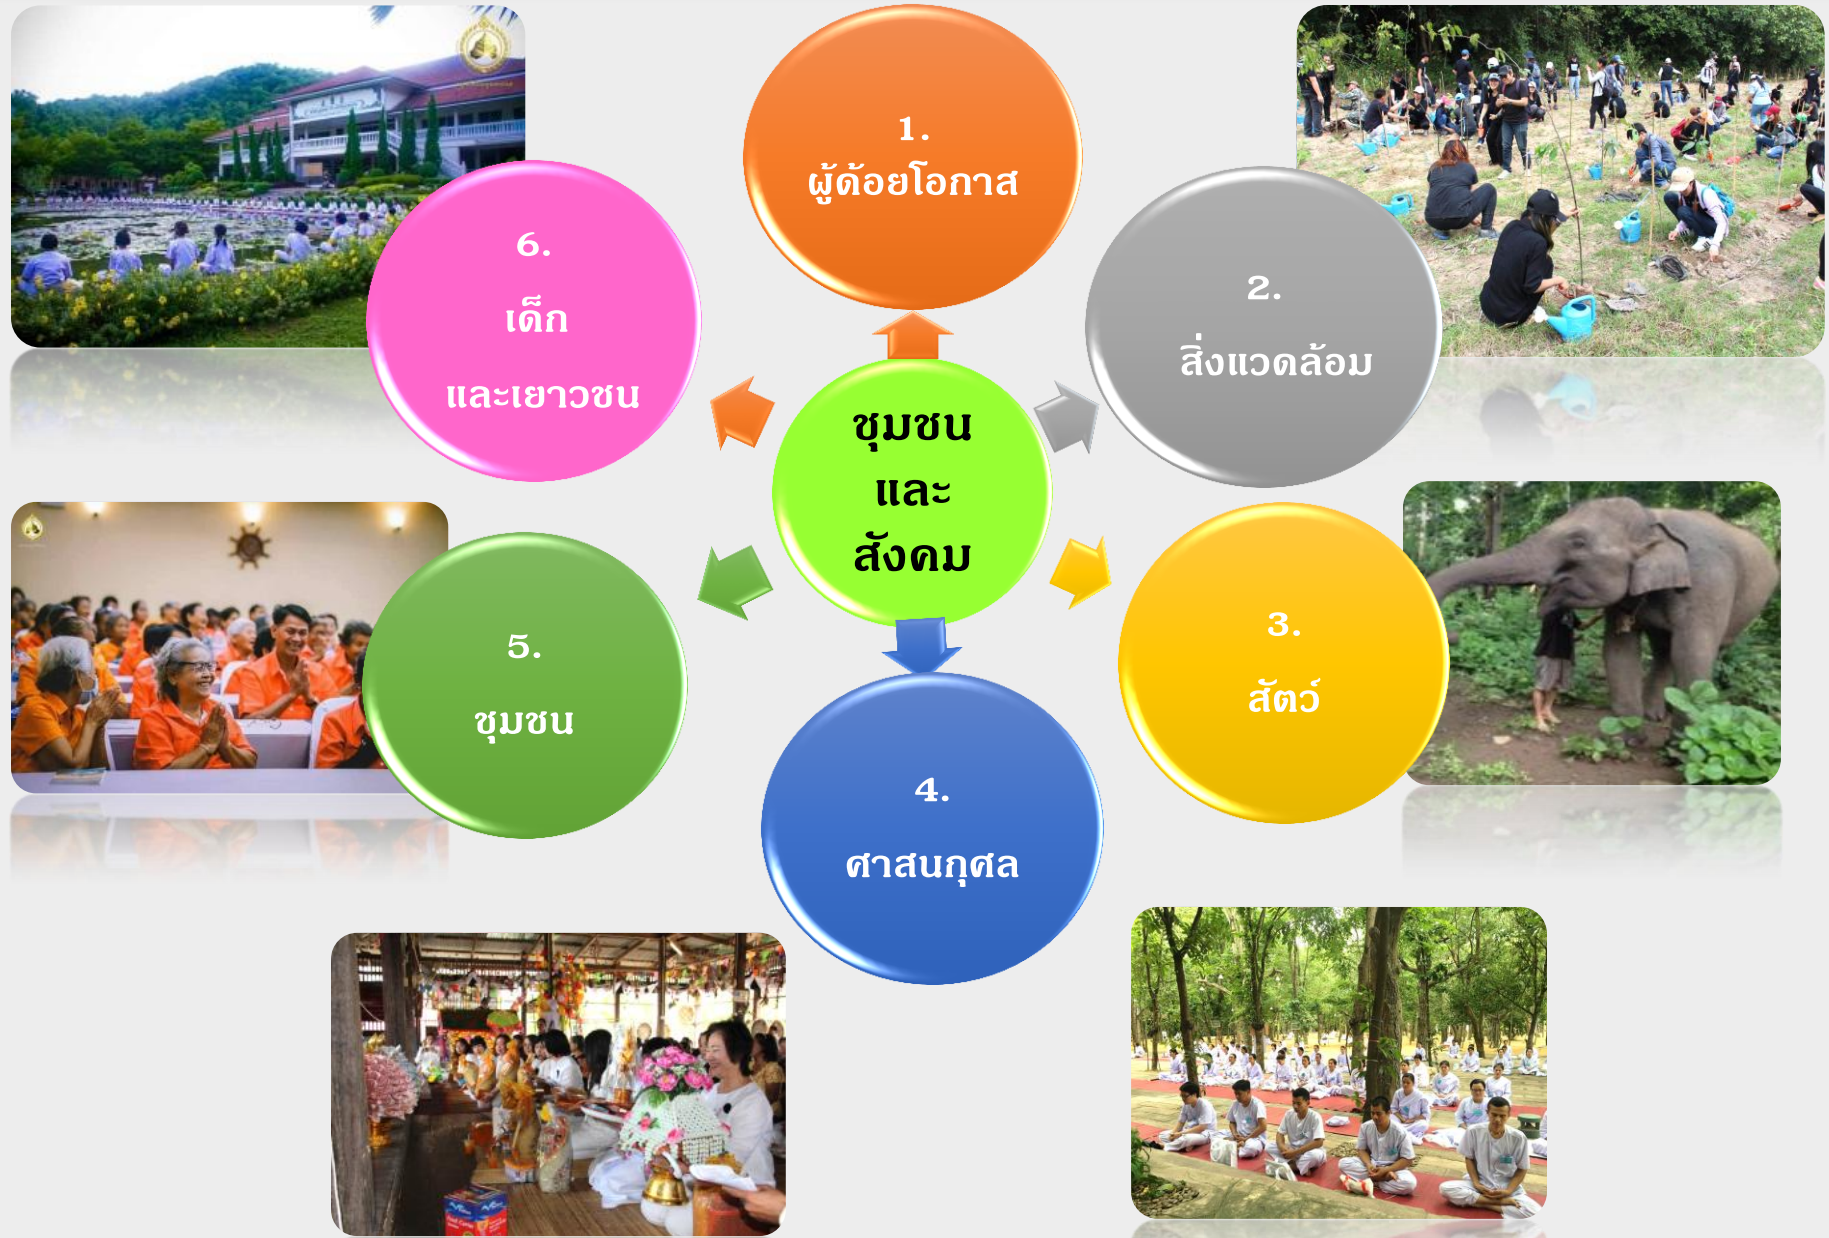 1.
ผู้ด้อยโอกาส
2.
สิ่งแวดล้อม
3.
สัตว์
4.
ศาสนกุศล
5.
ชุมชน
6.
เด็ก
และเยาวชน
ชุมชน
และ
สังคม